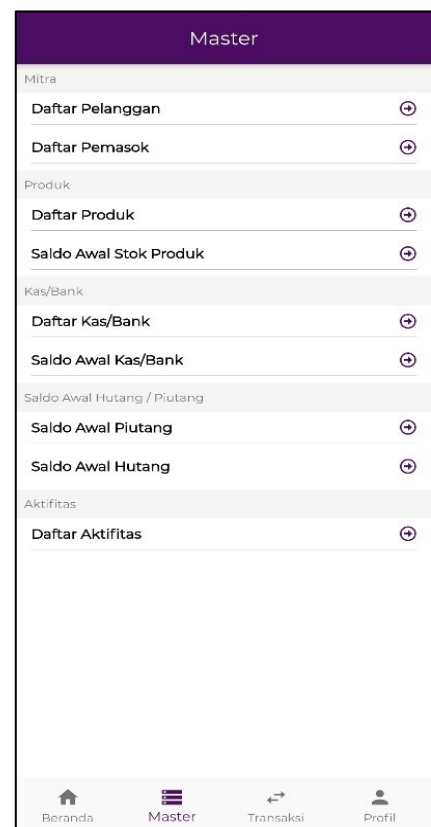 Master
Mitra
Daftar Pelanggan
Daftar Pemasok
Produk
Daftar Produk
Saldo Awal Stok Produk
Kas/Bank
Daftar Kas/Bank
Saldo Awal Kas/Bank
Saldo Awal Hutang / Piutang
Saldo Awal Piutang
Saldo Awal Hutang
Aktifitas
Daftar Aktifitas
Beranda Master Transaksi Profil